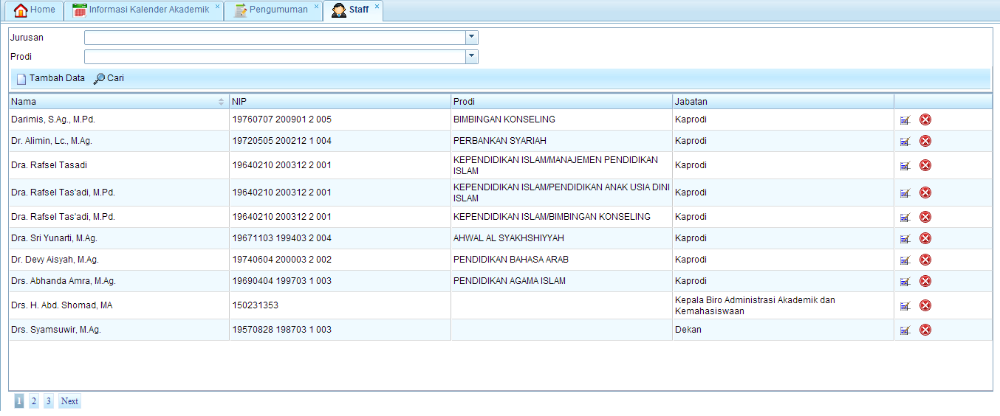 Home Informasi Kalender Akademik × Pengumuman × Staff ×
Jurusan
Prodi
Tambah Data Cari
Nama NIP Prodi Jabatan
Darimis, S.Ag., M.Pd. 19760707 200901 2 005 BIMBINGAN KONSELING Kaprodi
Dr. Alimin, Lc., M.Ag. 19720505 200212 1 004 PERBANKAN SYARIAH Kaprodi
Dra. Rafsel Tasadi 19640210 200312 2 001 KEPENDIDIKAN ISLAM/MANAJEMEN PENDIDIKAN Kaprodi
ISLAM
Dra. Rafsel Tas'adi, M.Pd. 19640210 200312 2 001 KEPENDIDIKAN ISLAM/PENDIDIKAN ANAK USIA DINI Kaprodi
ISLAM
Dra. Rafsel Tas'adi, M.Pd. 19640210 200312 2 001 KEPENDIDIKAN ISLAM/BIMBINGAN KONSELING Kaprodi
Dra. Sri Yunarti, M.Ag. 19671103 199403 2 004 AHWAL AL SYAKHSHIYYAH Kaprodi
Dr. Devy Aisyah, M.Ag. 19740604 200003 2 002 PENDIDIKAN BAHASA ARAB Kaprodi
Drs. Abhanda Amra, M.Ag. 19690404 199703 1 003 PENDIDIKAN AGAMA ISLAM Kaprodi
Drs. H. Abd. Shomad, MA 150231353 Kepala Biro Administrasi Akademik dan
Kemahasiswaan
Drs. Syamsuwir, M.Ag. 19570828 198703 1 003 Dekan
1 2 3 Next